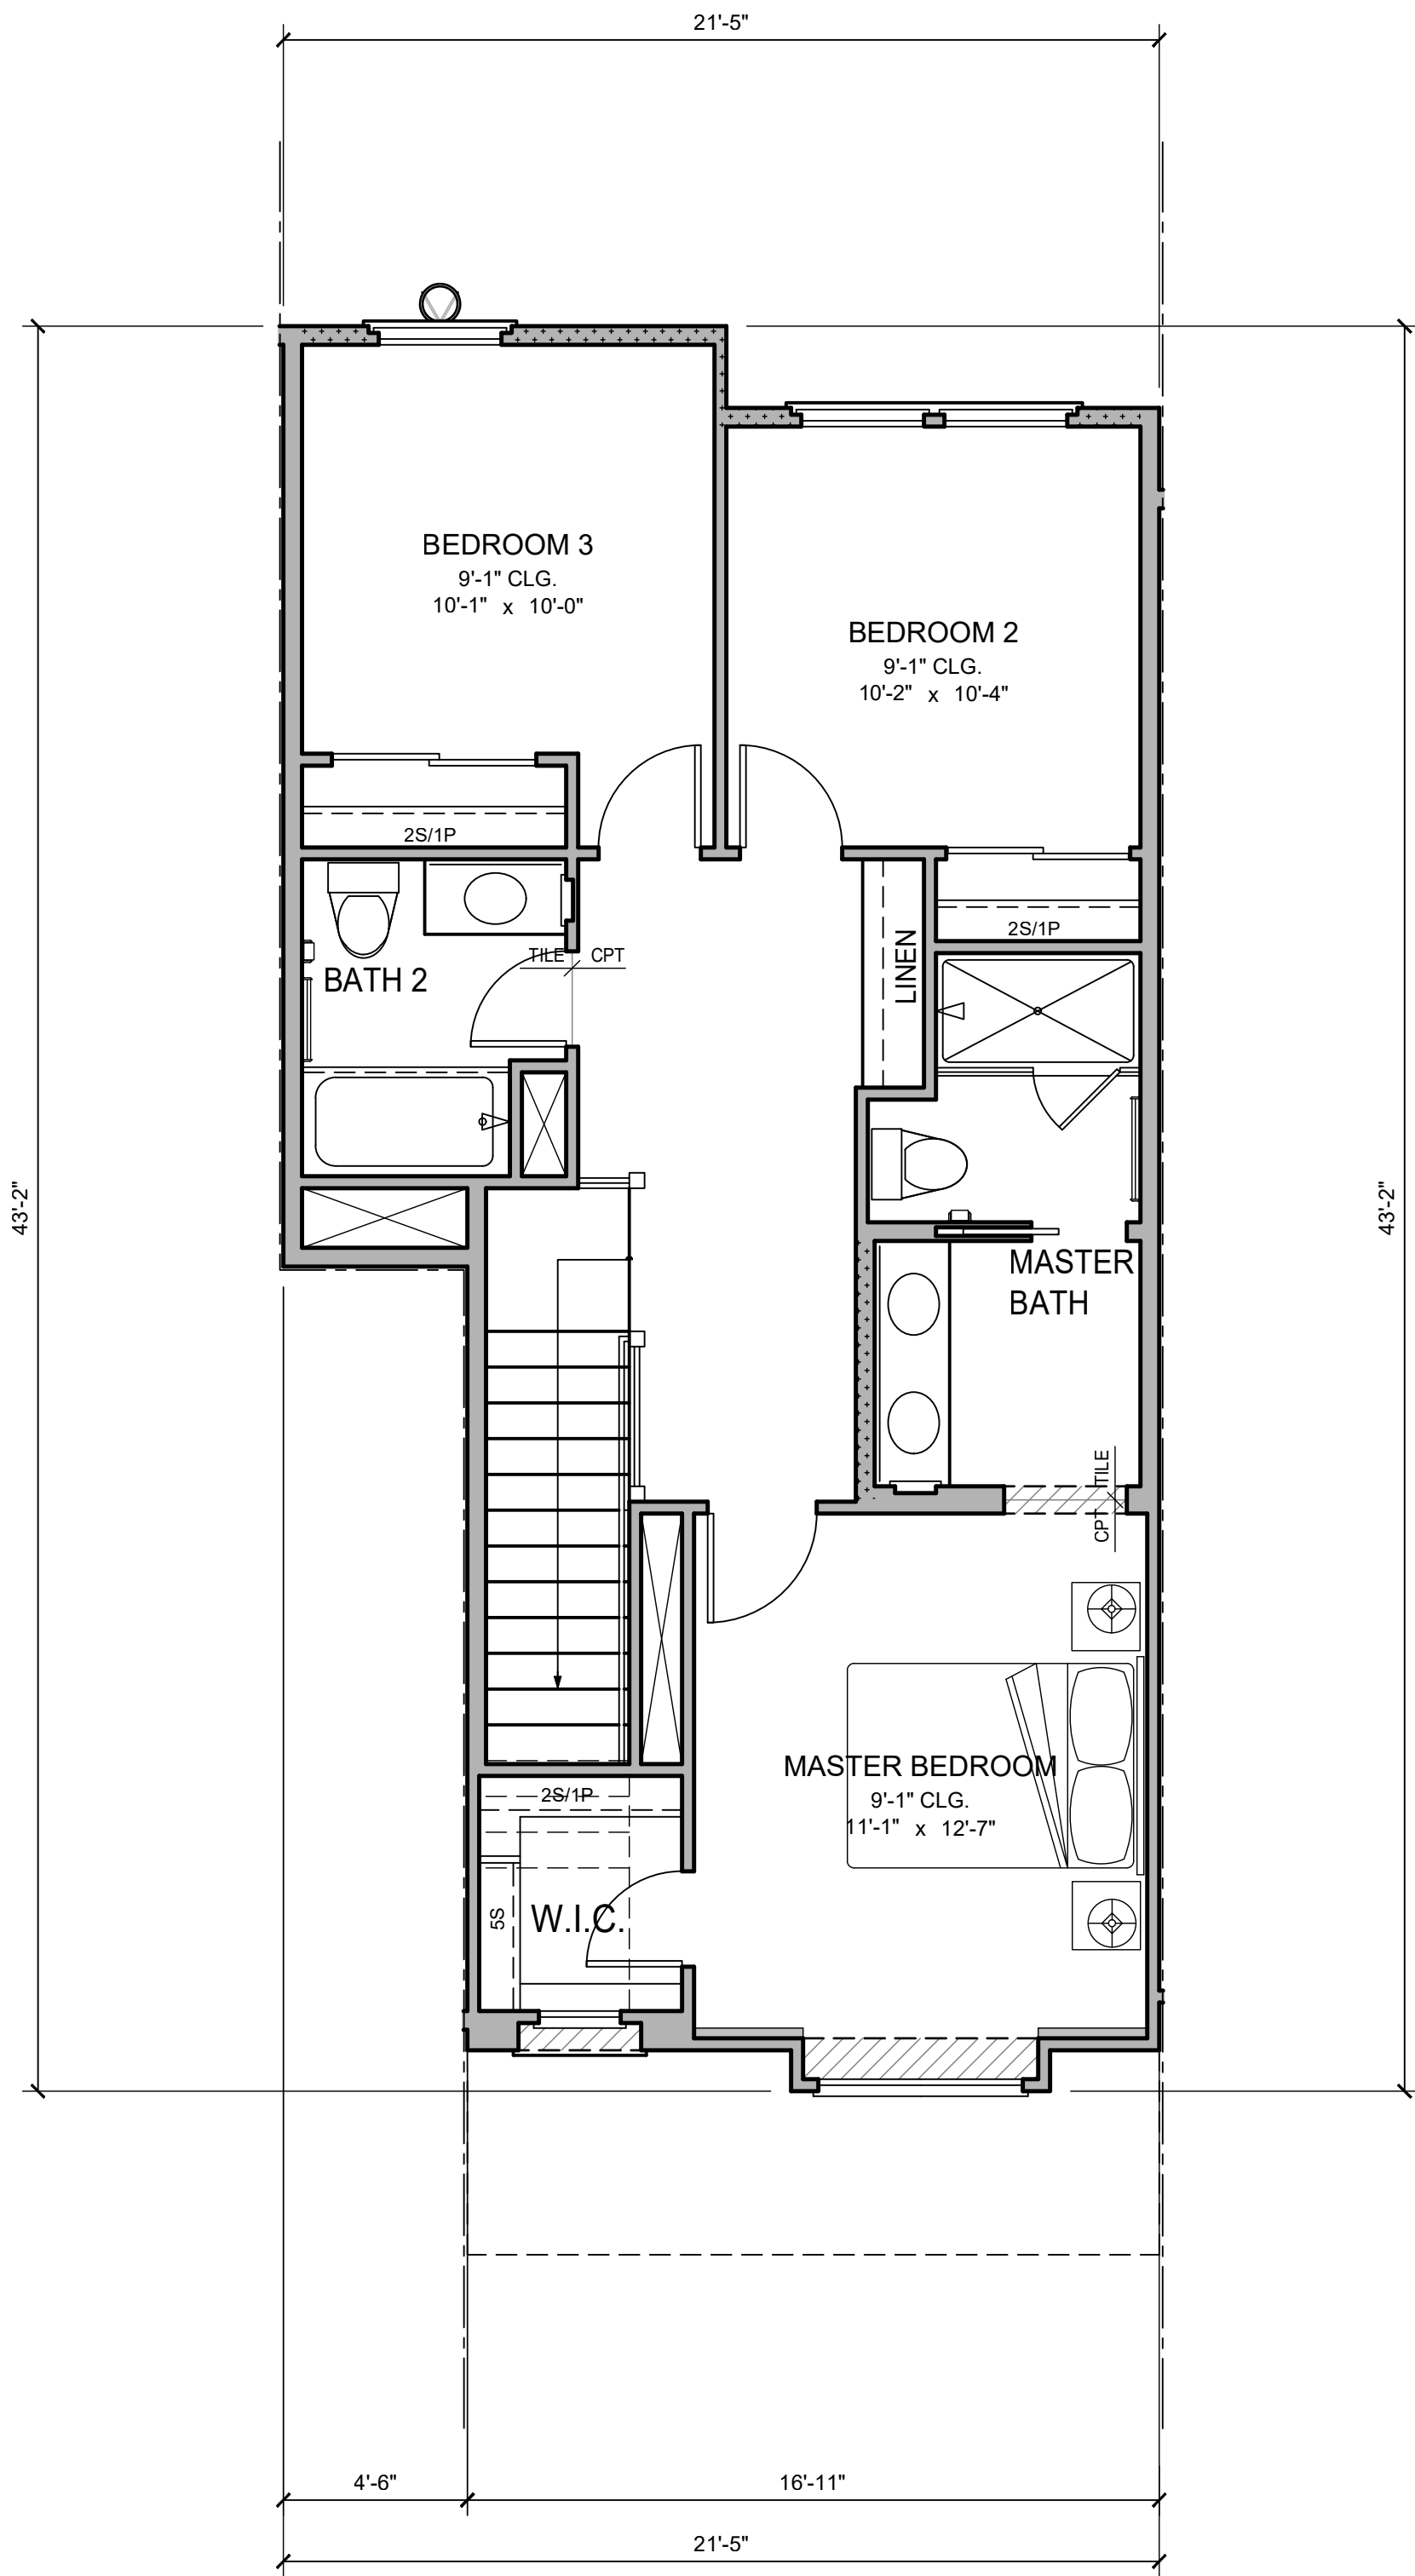 21'-5"
BEDROOM 3
9'-1" CLG.
10'-1" x 10'-0"
BEDROOM 2
9'-1" CLG.
10'-2" x 10'-4"
2S/1P
2S/1P
LINEN
TILE CPT
BATH 2
43'-2"
43'-2"
MASTER
BATH
CPT TILE
MASTER BEDROOM
9'-1" CLG.
11'-1" x 12'-7"
2S/1P
5S
W.I.C.
4'-6"
16'-11"
21'-5"